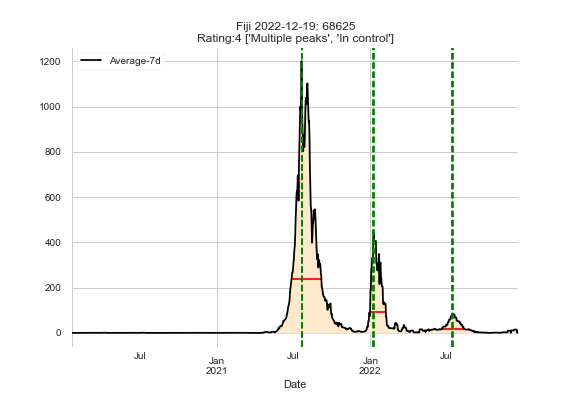 Fiji 2022-12-19: 68625
Rating:4 ['Multiple peaks', 'In control']
Average-7d
1200
1000
800
600
400
200
0
Jul
Jan
2021
Jul
Jan
2022
Jul
Date